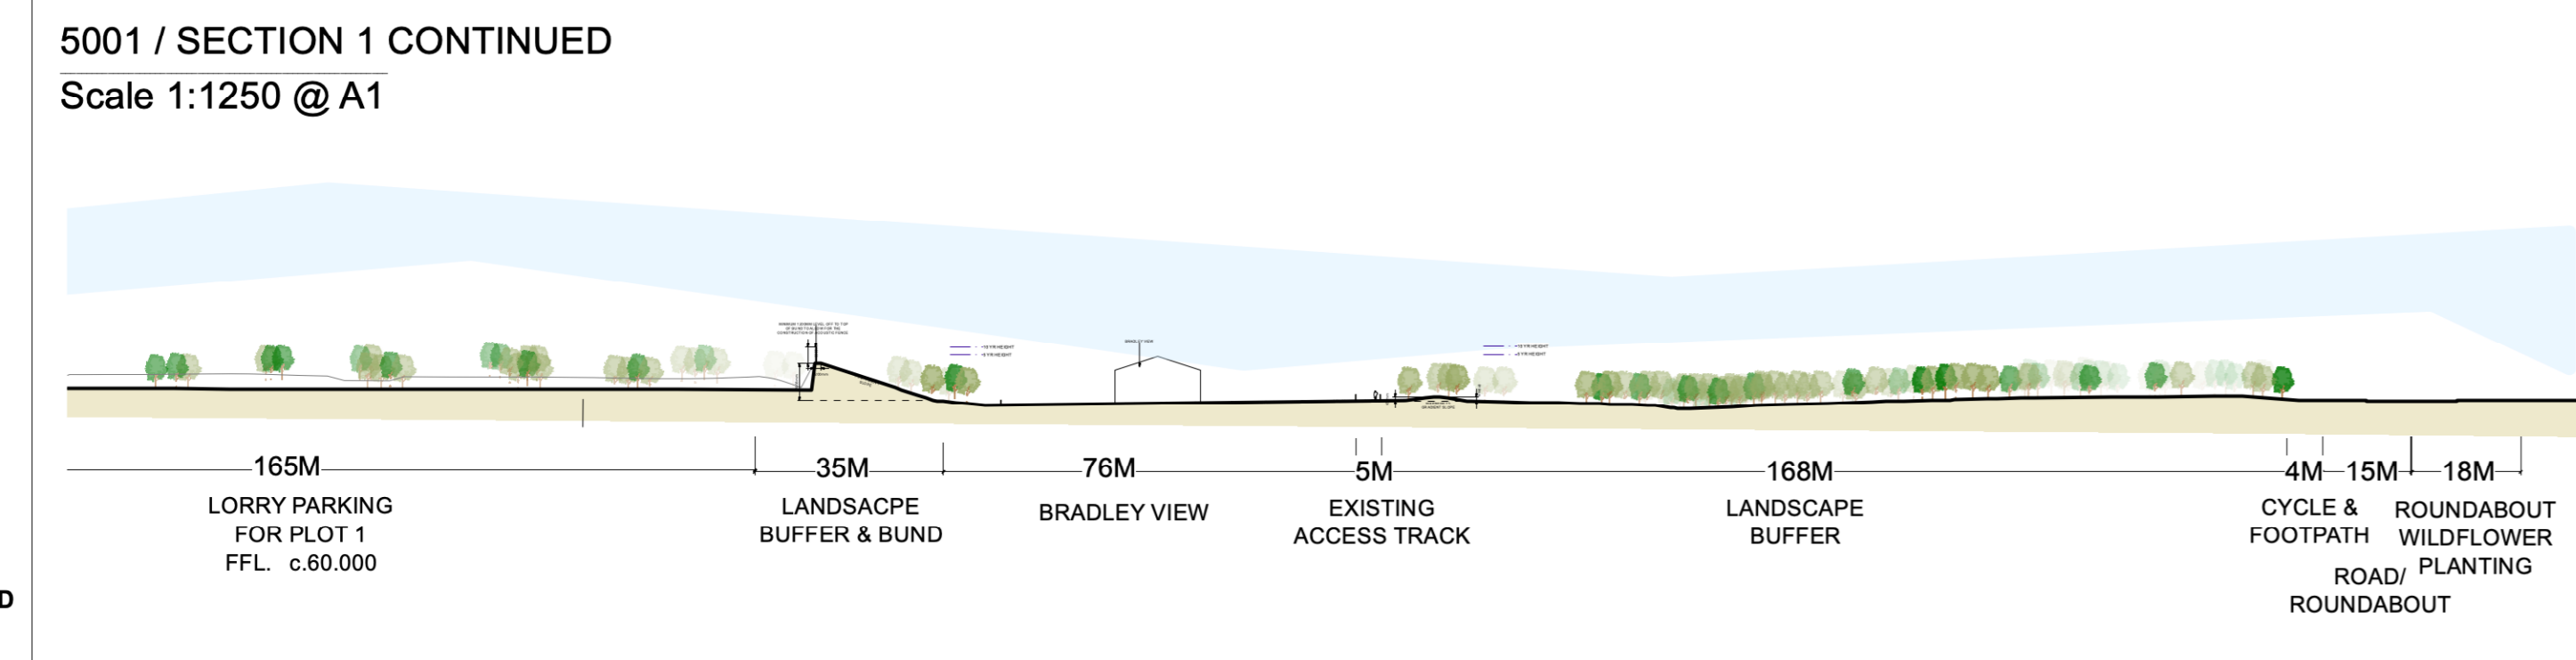 5001 / SECTION 1 CONTINUED
Scale 1:1250 @ A1
BRADLEY VIEW
165M
35M
76M
5M
168M
4M
15M
18M
LORRY PARKING
FOR PLOT 1
FFL. c.60.000
LANDSACPE
BUFFER & BUND
BRADLEY VIEW
EXISTING
ACCESS TRACK
LANDSCAPE
BUFFER
CYCLE &
FOOTPATH
ROAD/
ROUNDABOUT
ROUNDABOUT
WILDFLOWER
PLANTING
D